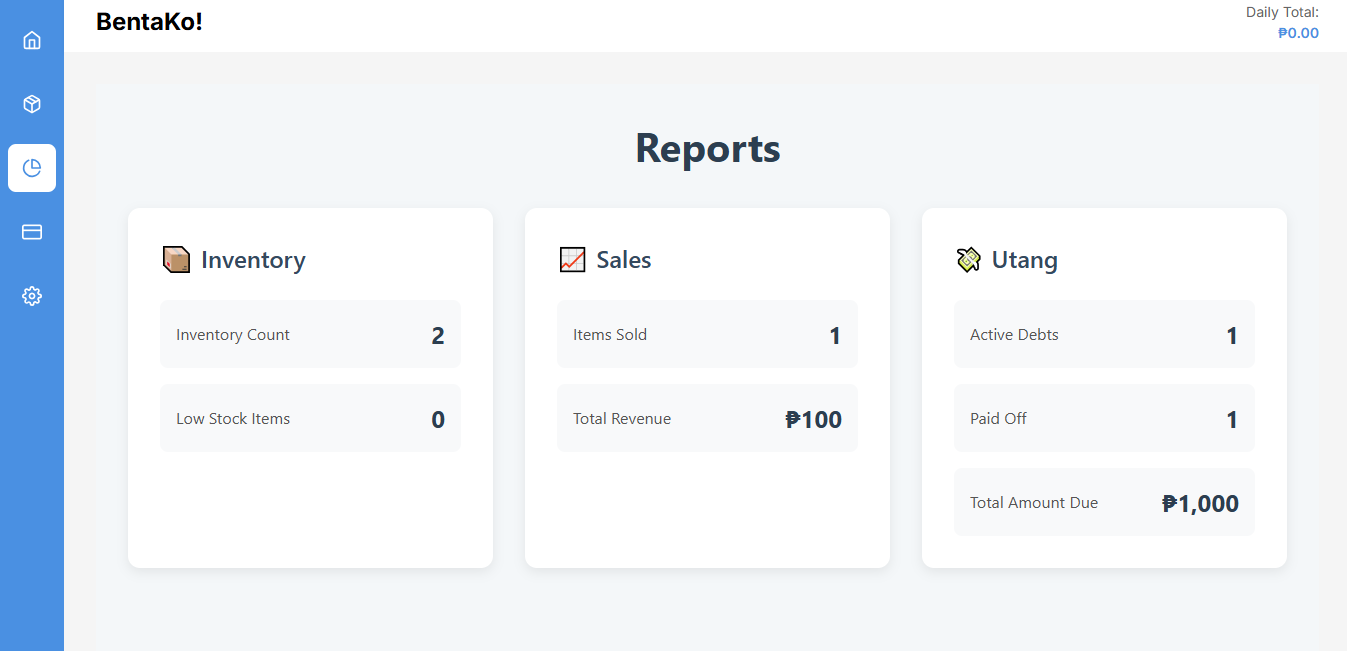 BentaKo!
Daily Total:
₱0.00
Reports
Inventory
Inventory Count 2
Low Stock Items 0
Sales
Items Sold 1
Total Revenue ₱100
Utang
Active Debts 1
Paid Off 1
Total Amount Due ₱1,000